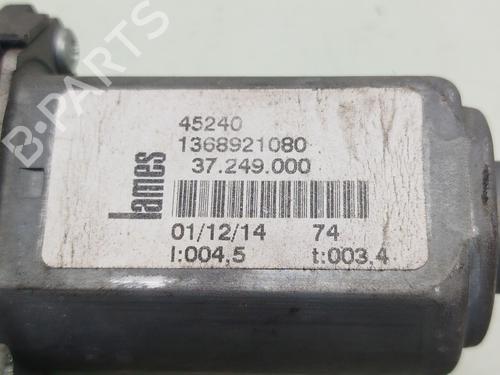 B-PARTS
lames
45240
1368921080
37.249.000
01/12/14 74
I:004,5 t:003,4